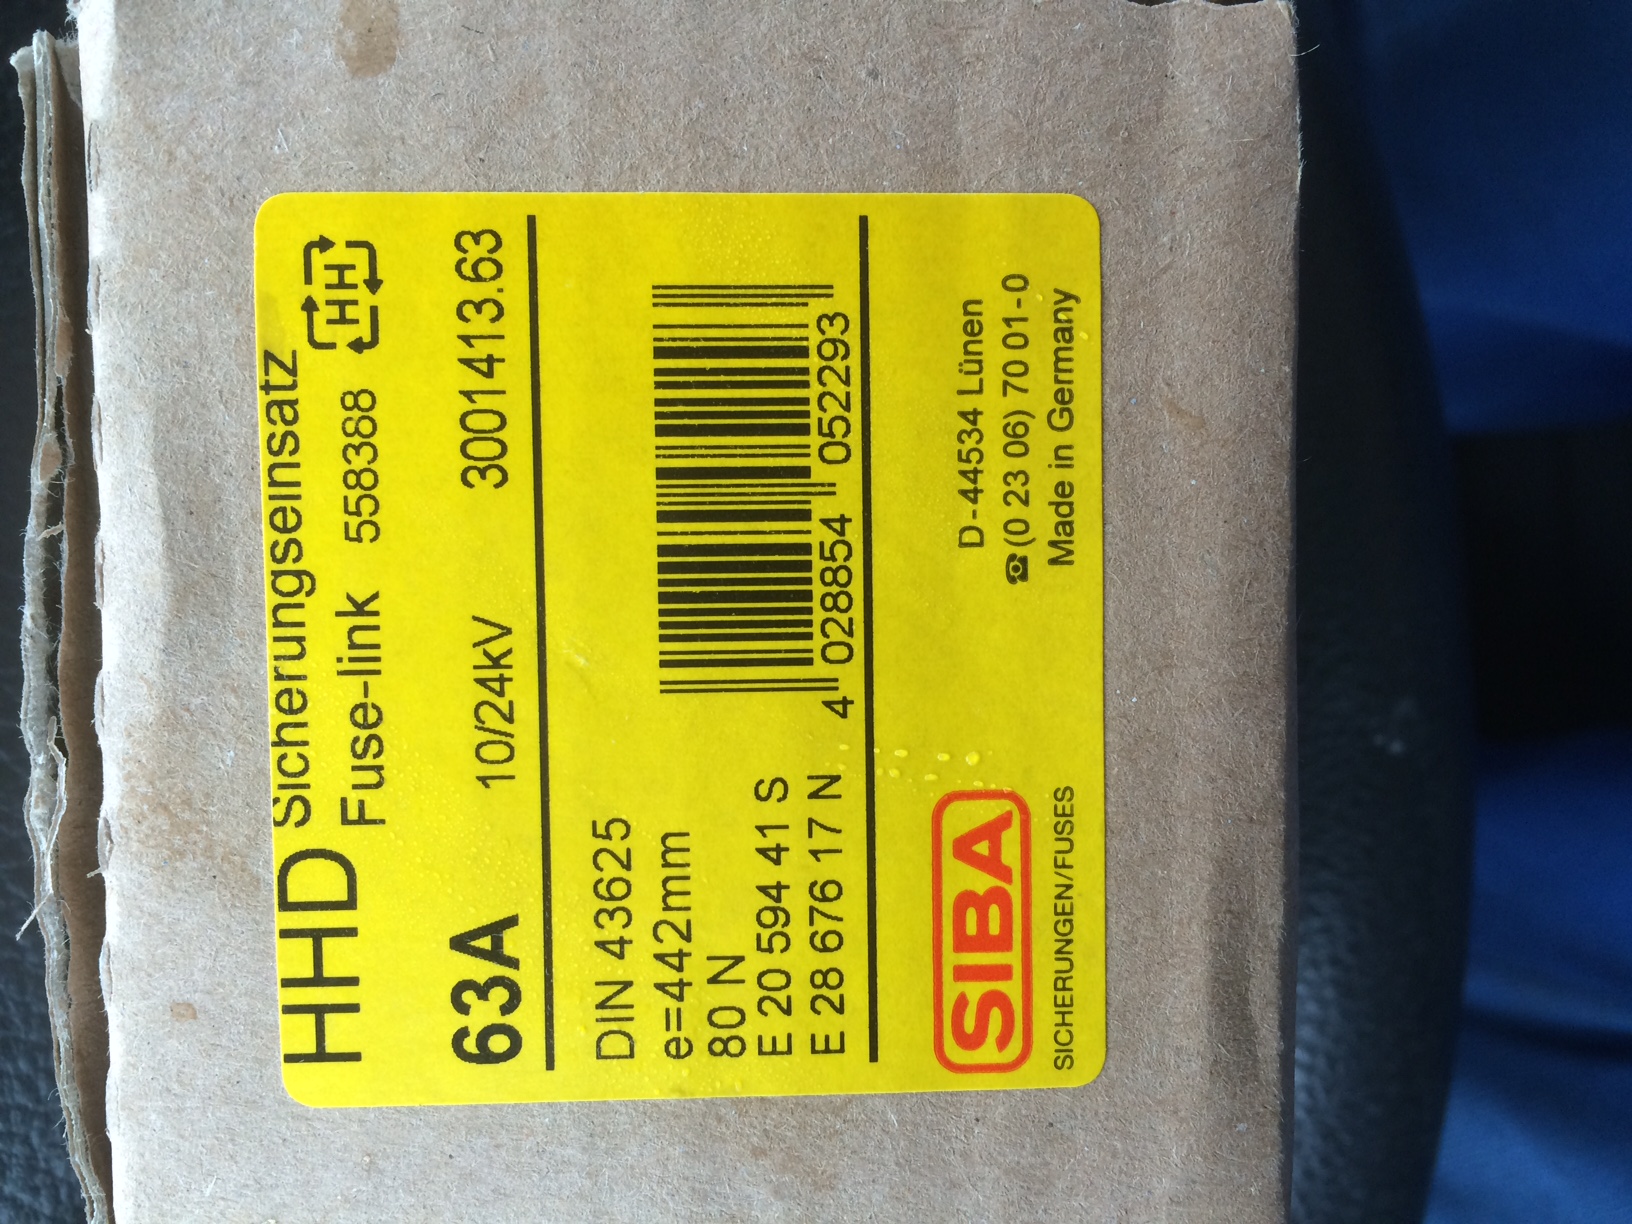 HHD Sicherungseinsatz
Fuse-link 558388 HH
63A 10/24kV 3001413.63
DIN 43625
e=442mm
80 N
E 20 594 41 S
E 28 676 17 N
4 028854 052293
SIBA
SICHERUNGEN/FUSES
D-44534 Lünen
☎(0 23 06) 70 01-0
Made in Germany